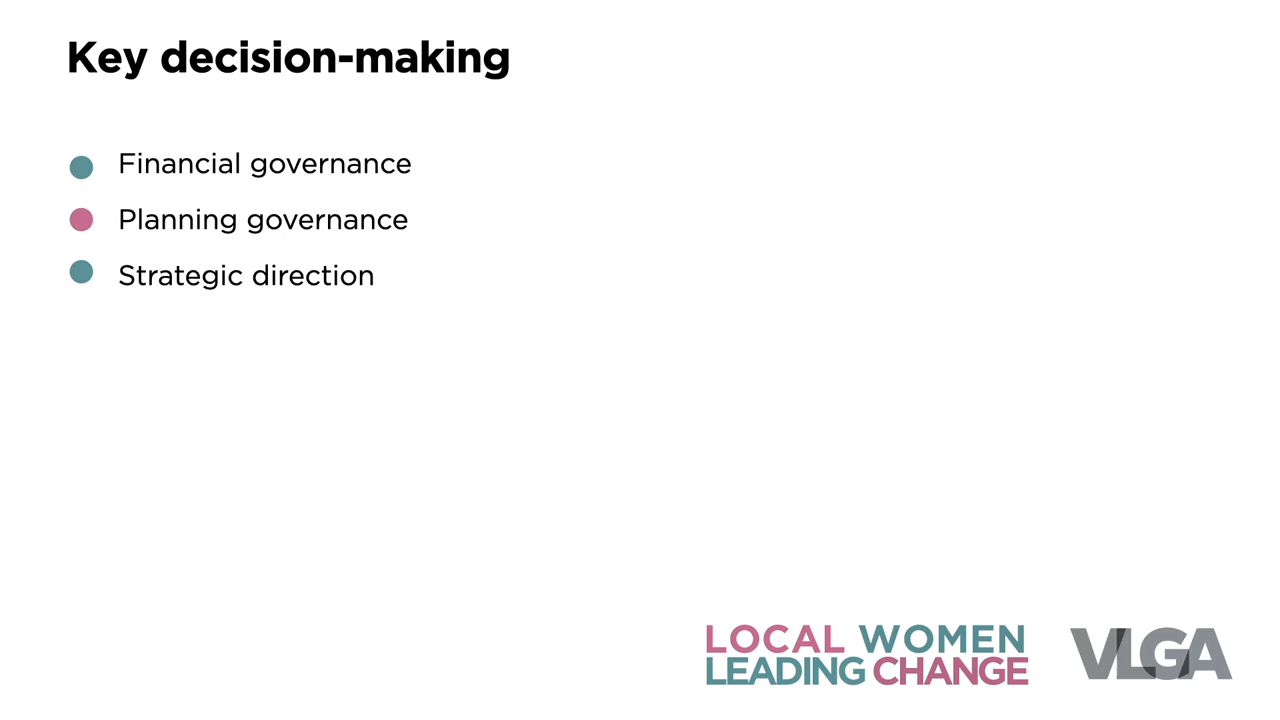 Key decision-making
Financial governance
Planning governance
Strategic direction
LOCAL WOMEN
LEADING CHANGE
VLGA